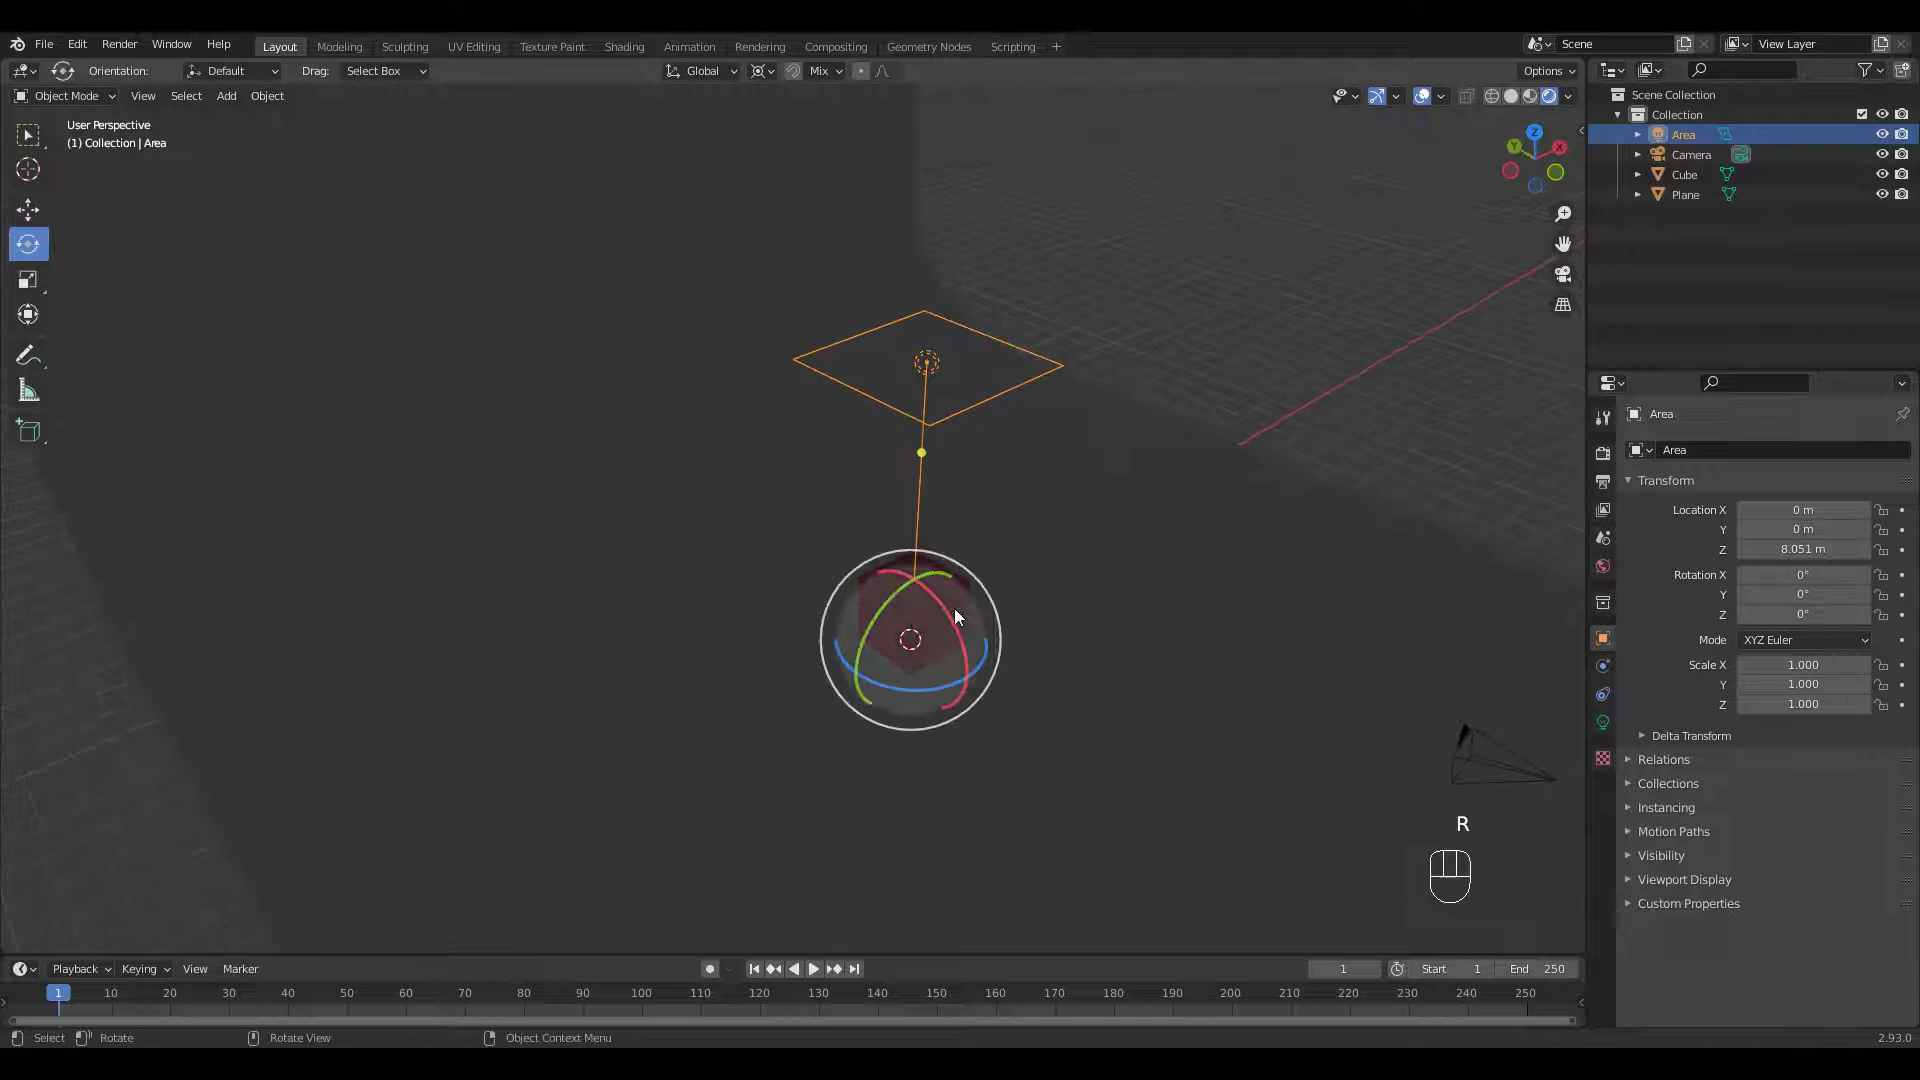 File Edit Render Window Help
Layout Modeling Sculpting UV Editing Texture Paint Shading Animation Rendering Compositing Geometry Nodes Scripting +
Scene
View Layer
Orientation: Default Drag: Select Box
Global Mix
Options
Object Mode View Select Add Object
User Perspective
(1) Collection | Area
Z
Y
X
Scene Collection
Collection
Area
Camera
Cube
Plane
Area
Area
Transform
Location X 0 m
Y 0 m
Z 8.051 m
Rotation X 0°
Y 0°
Z 0°
Mode XYZ Euler
Scale X 1.000
Y 1.000
Z 1.000
Delta Transform
Relations
Collections
Instancing
Motion Paths
Visibility
Viewport Display
Custom Properties
R
Playback Keying View Marker
1 Start 1 End 250
1 10 20 30 40 50 60 70 80 90 100 110 120 130 140 150 160 170 180 190 200 210 220 230 240 250
Select Rotate Rotate View Object Context Menu 2.93.0